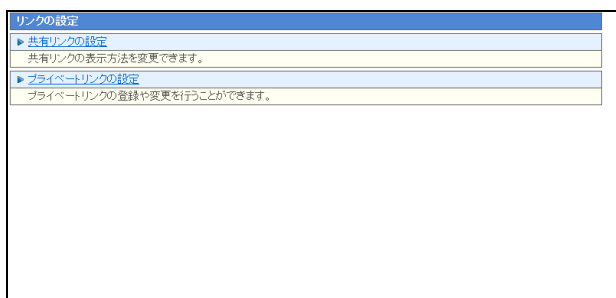 リンクの設定
共有リンクの設定
共有リンクの表示方法を変更できます。
プライベートリンクの設定
プライベートリンクの登録や変更を行うことができます。